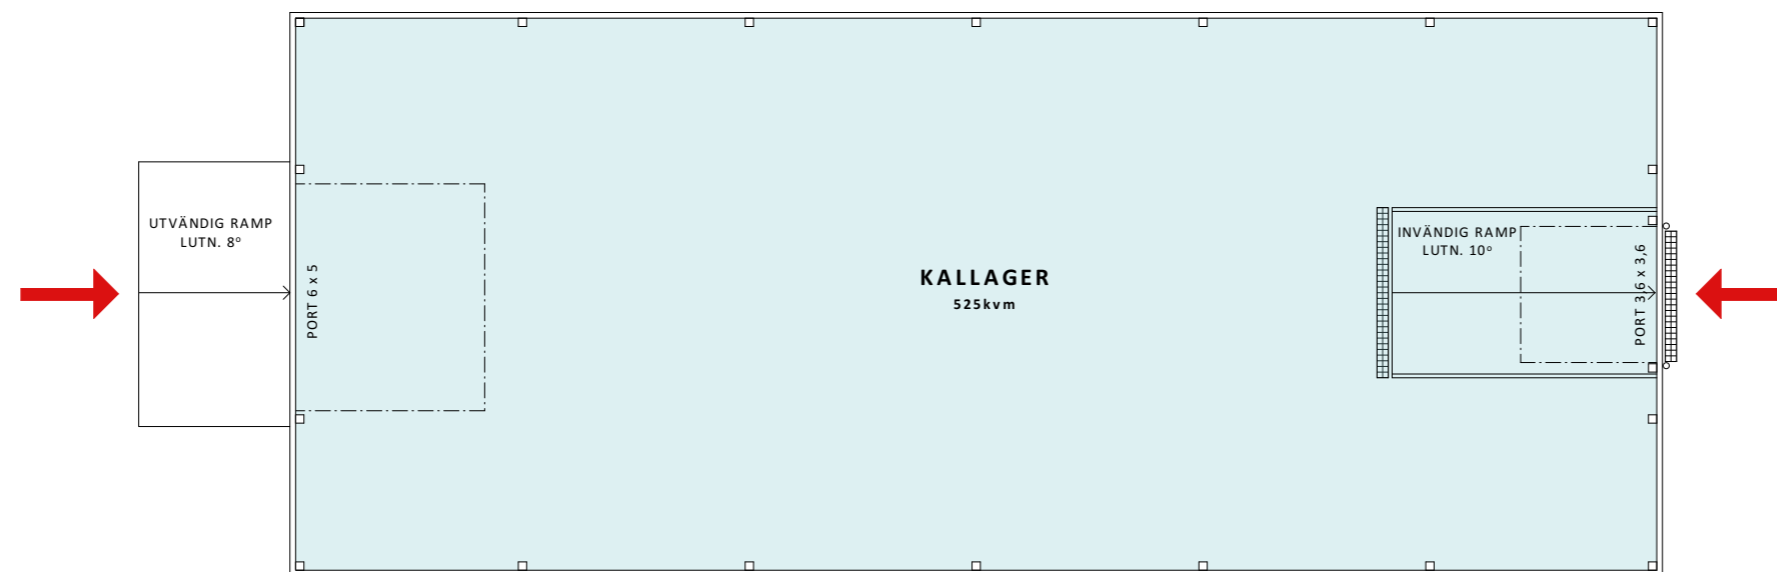 UTVÄNDIG RAMP
LUTN. 8°
PORT 6 x 5
KALLAGER
525kvm
INVÄNDIG RAMP
LUTN. 10°
PORT 3,6 x 3,6